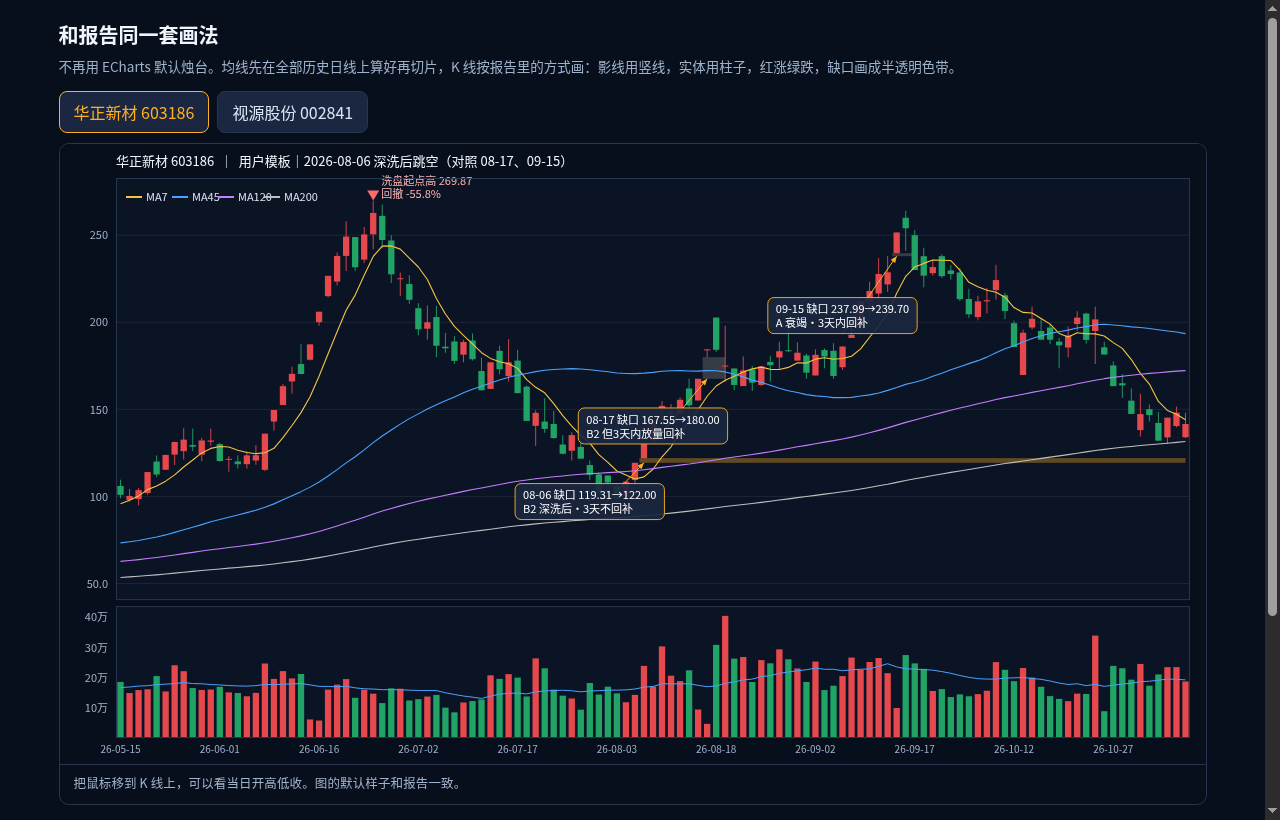 和报告同一套画法
不再用 ECharts 默认烛台。均线先在全部历史日线上算好再切片，K 线按报告里的方式画：影线用竖线，实体用柱子，红涨绿跌，缺口画成半透明色带。
华正新材 603186
视源股份 002841
华正新材 603186 ｜ 用户模板｜2026-08-06 深洗后跳空（对照 08-17、09-15）
洗盘起点高 269.87
回撤 -55.8%
MA7 MA45 MA120 MA200
250
200
150
100
50.0
09-15 缺口 237.99→239.70
A 衰竭・3天内回补
08-17 缺口 167.55→180.00
B2 但3天内放量回补
08-06 缺口 119.31→122.00
B2 深洗后・3天不回补
40万
30万
20万
10万
26-05-15 26-06-01 26-06-16 26-07-02 26-07-17 26-08-03 26-08-18 26-09-02 26-09-17 26-10-12 26-10-27
把鼠标移到 K 线上，可以看当日开高低收。图的默认样子和报告一致。